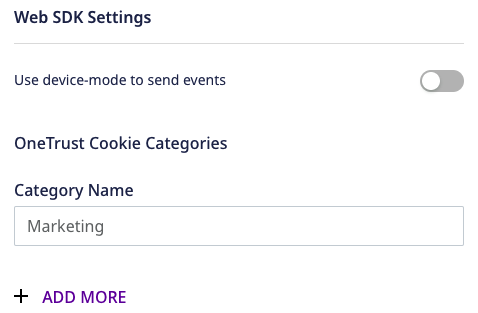 Web SDK Settings
Use device-mode to send events
OneTrust Cookie Categories
Category Name
Marketing
+ ADD MORE